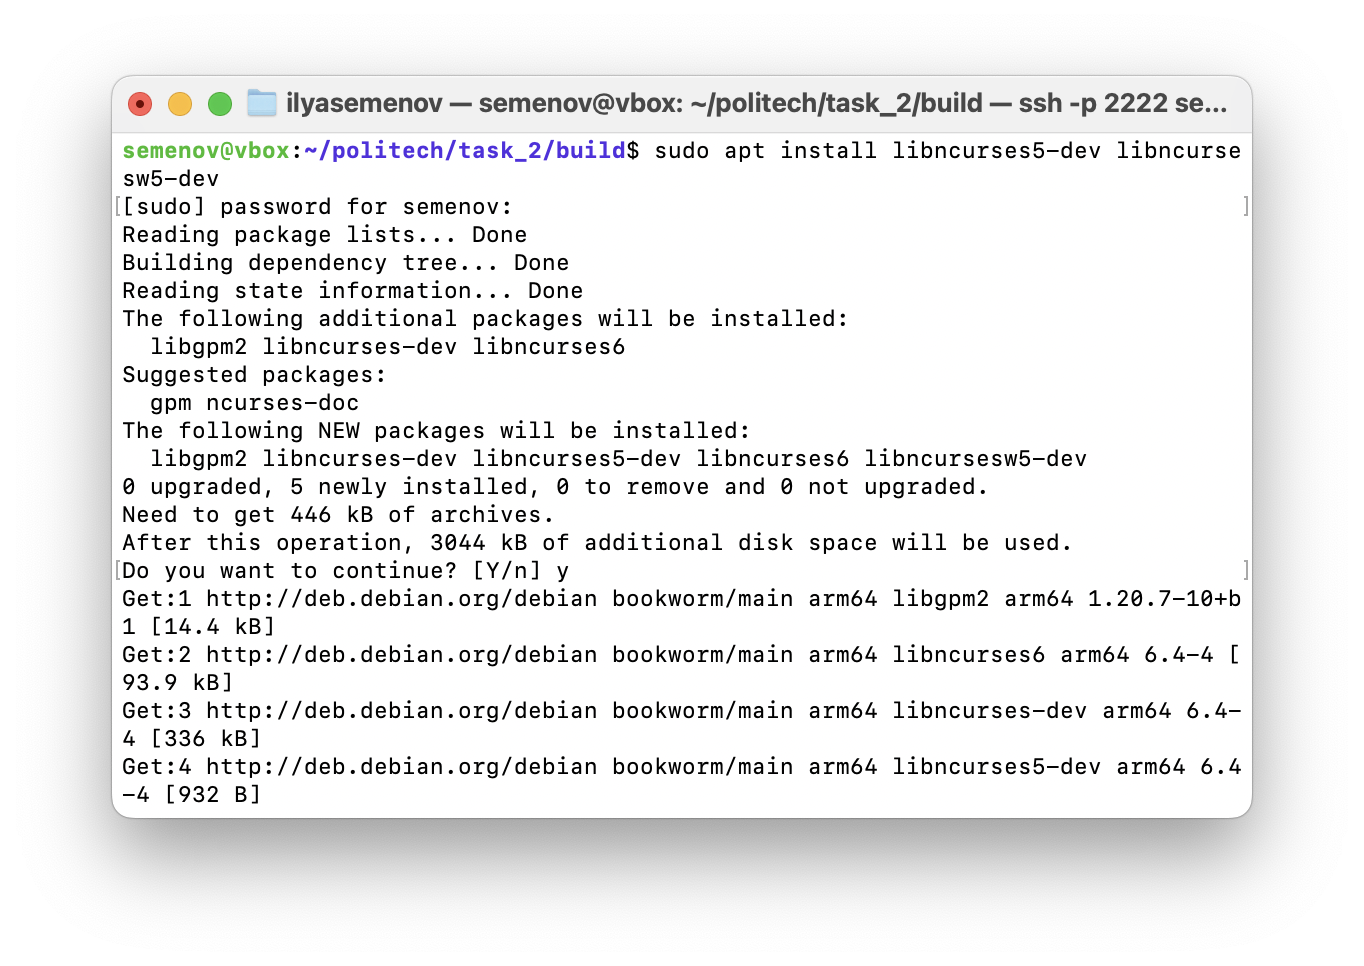 ilyasemenov — semenov@vbox: ~/politech/task_2/build — ssh -p 2222 se...
semenov@vbox:~/politech/task_2/build$ sudo apt install libncurses5-dev libncurse
sw5-dev
[[sudo] password for semenov: ]
Reading package lists... Done
Building dependency tree... Done
Reading state information... Done
The following additional packages will be installed:
  libgpm2 libncurses-dev libncurses6
Suggested packages:
  gpm ncurses-doc
The following NEW packages will be installed:
  libgpm2 libncurses-dev libncurses5-dev libncurses6 libncursesw5-dev
0 upgraded, 5 newly installed, 0 to remove and 0 not upgraded.
Need to get 446 kB of archives.
After this operation, 3044 kB of additional disk space will be used.
[Do you want to continue? [Y/n] y ]
Get:1 http://deb.debian.org/debian bookworm/main arm64 libgpm2 arm64 1.20.7-10+b
1 [14.4 kB]
Get:2 http://deb.debian.org/debian bookworm/main arm64 libncurses6 arm64 6.4-4 [
93.9 kB]
Get:3 http://deb.debian.org/debian bookworm/main arm64 libncurses-dev arm64 6.4-
4 [336 kB]
Get:4 http://deb.debian.org/debian bookworm/main arm64 libncurses5-dev arm64 6.4
-4 [932 B]